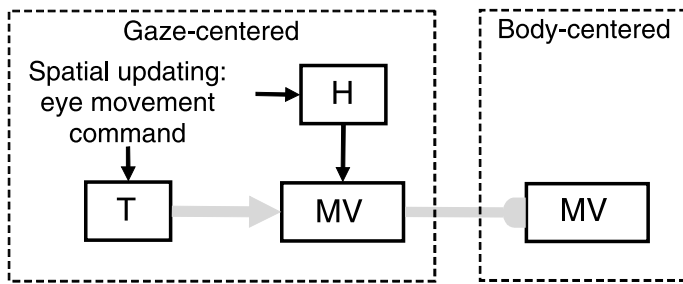 Gaze-centered
Body-centered
Spatial updating:
eye movement
command
H
T
MV
MV